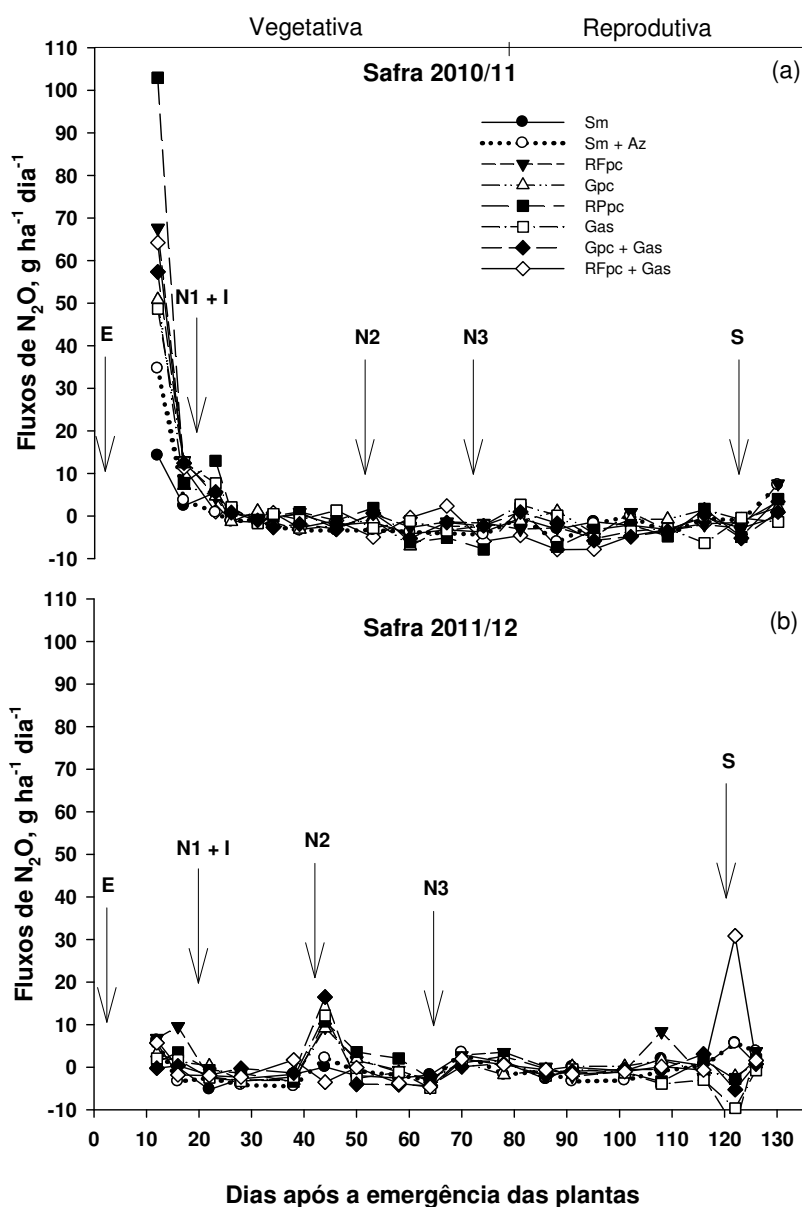 Vegetativa Reprodutiva
Safra 2010/11 (a)
Fluxos de N₂O, g ha⁻¹ dia⁻¹
110
100
90
80
70
60
50
40
30
20
10
0
-10
Sm
Sm + Az
RFpc
Gpc
RPpc
Gas
Gpc + Gas
RFpc + Gas
E
N1 + I
N2
N3
S
Safra 2011/12 (b)
Fluxos de N₂O, g ha⁻¹ dia⁻¹
110
100
90
80
70
60
50
40
30
20
10
0
-10
E
N1 + I
N2
N3
S
0 10 20 30 40 50 60 70 80 90 100 110 120 130
Dias após a emergência das plantas